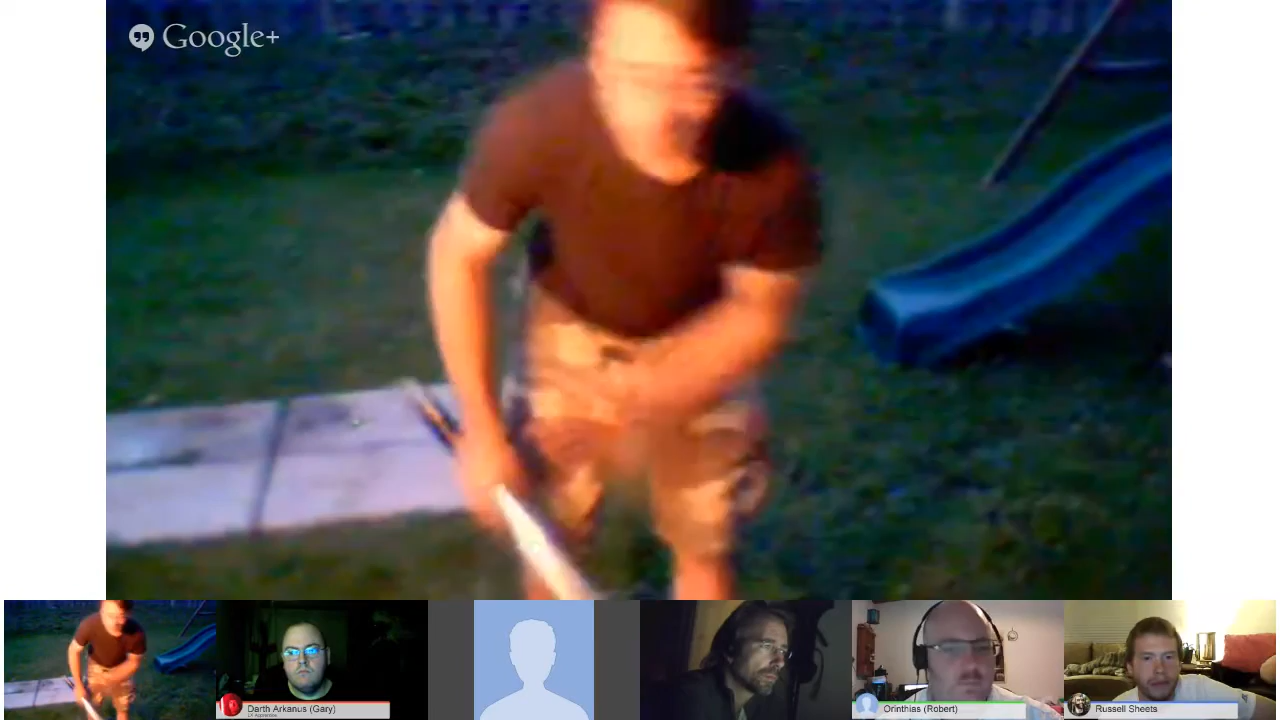 Google+
Darth Arkanus (Gary)
Orinthias (Robert)
Russell Sheets